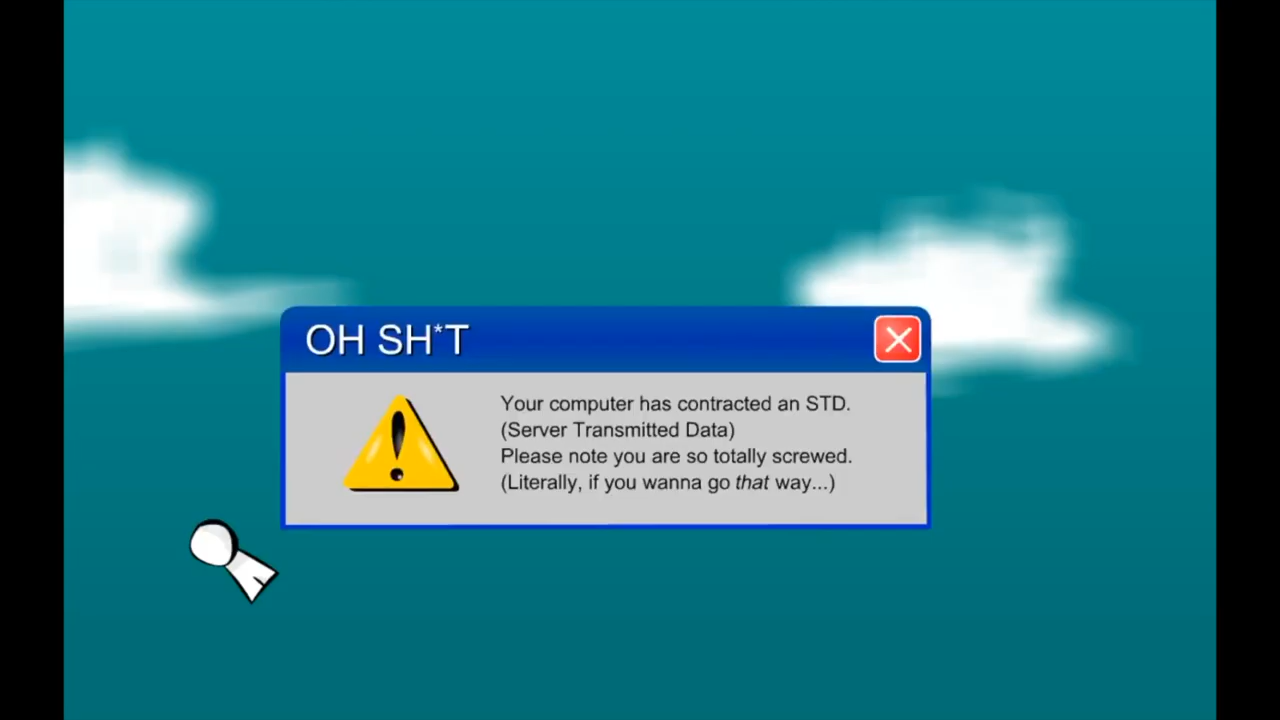 OH SH*T
Your computer has contracted an STD.
(Server Transmitted Data)
Please note you are so totally screwed.
(Literally, if you wanna go that way...)